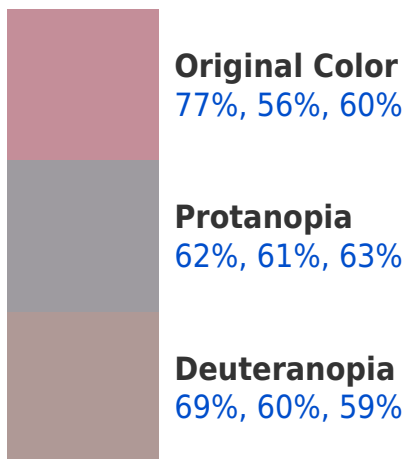 Original Color
77%, 56%, 60%
Protanopia
62%, 61%, 63%
Deuteranopia
69%, 60%, 59%